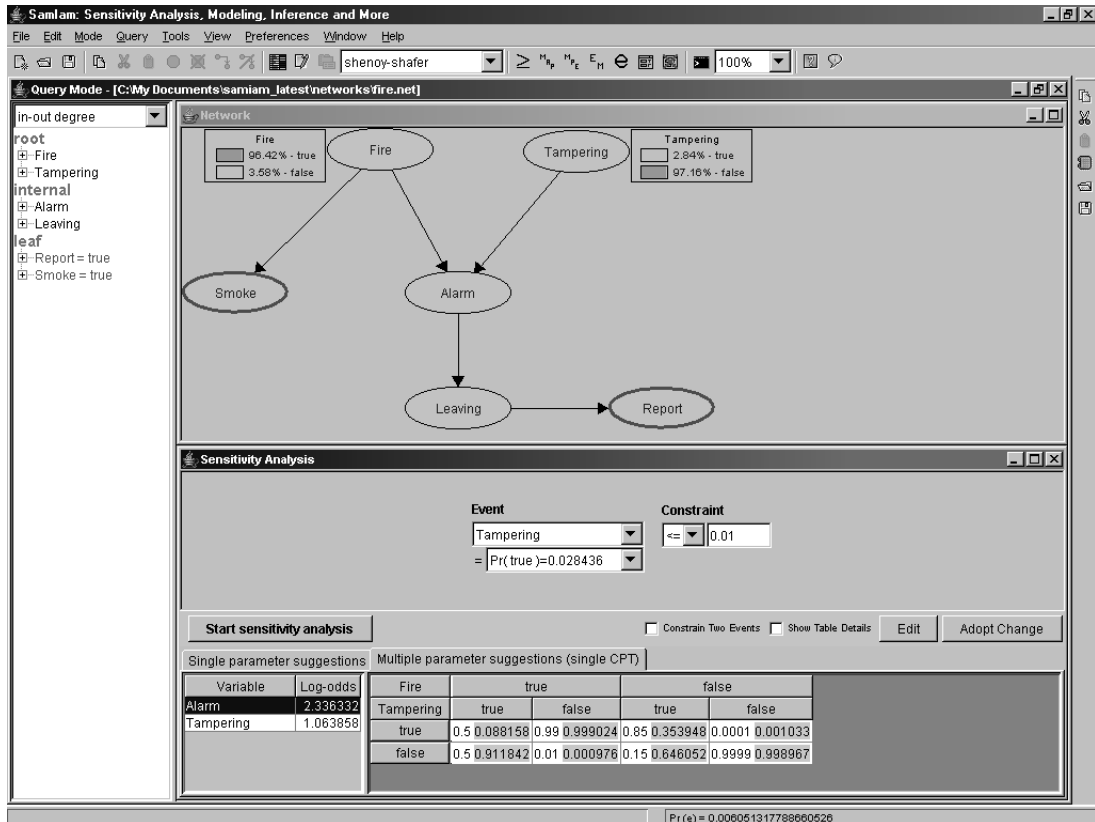 SamIam: Sensitivity Analysis, Modeling, Inference and More
File Edit Mode Query Tools View Preferences Window Help
shenoy-shafer 100%
Query Mode - [C:\My Documents\samiam_latest\networks\fire.net]
in-out degree
root
Fire
Tampering
internal
Alarm
Leaving
leaf
Report = true
Smoke = true
Network
Fire
96.42% - true
3.58% - false
Fire
Tampering
Tampering
2.84% - true
97.16% - false
Smoke
Alarm
Leaving
Report
Sensitivity Analysis
Event Constraint
Tampering <= 0.01
= Pr(true)=0.028436
Start sensitivity analysis Constrain Two Events Show Table Details Edit Adopt Change
Single parameter suggestions Multiple parameter suggestions (single CPT)
Variable Log-odds
Alarm 2.336332
Tampering 1.063858
Fire true false
Tampering true false true false
true 0.5 0.088158 0.99 0.999024 0.85 0.353948 0.0001 0.001033
false 0.5 0.911842 0.01 0.000976 0.15 0.646052 0.9999 0.998967
Pr(e) = 0.006051317788660526